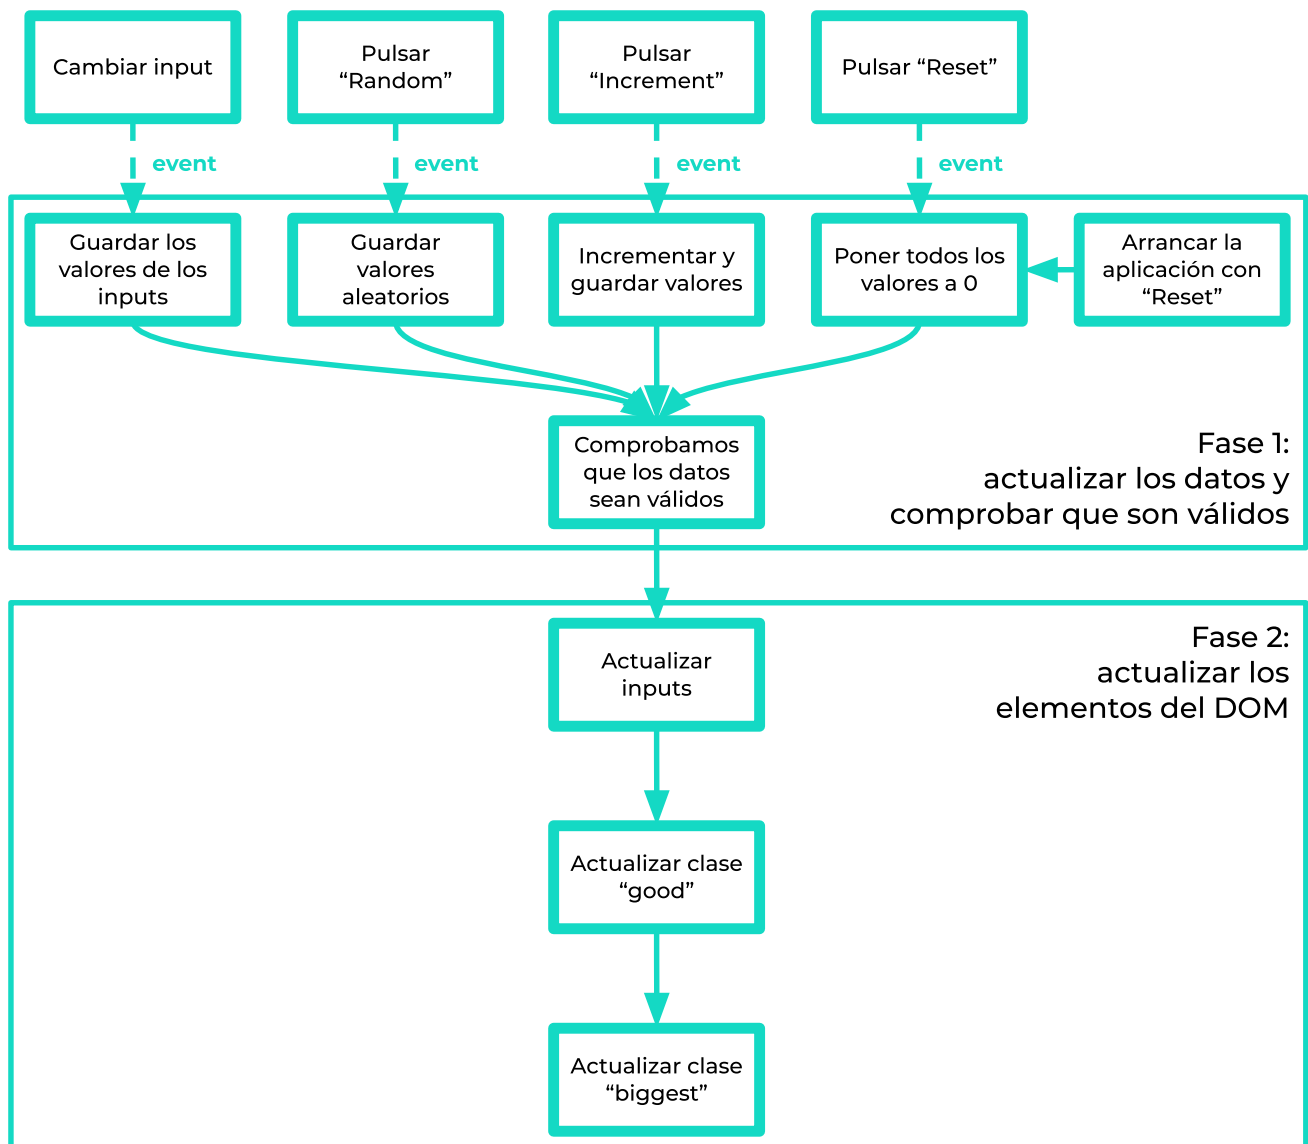 Cambiar input
Pulsar
“Random”
Pulsar
“Increment”
Pulsar “Reset”
event
event
event
event
Guardar los
valores de los
inputs
Guardar
valores
aleatorios
Incrementar y
guardar valores
Poner todos los
valores a 0
Arrancar la
aplicación con
“Reset”
Comprobamos
que los datos
sean válidos
Fase 1:
actualizar los datos y
comprobar que son válidos
Fase 2:
actualizar los
elementos del DOM
Actualizar
inputs
Actualizar clase
“good”
Actualizar clase
“biggest”